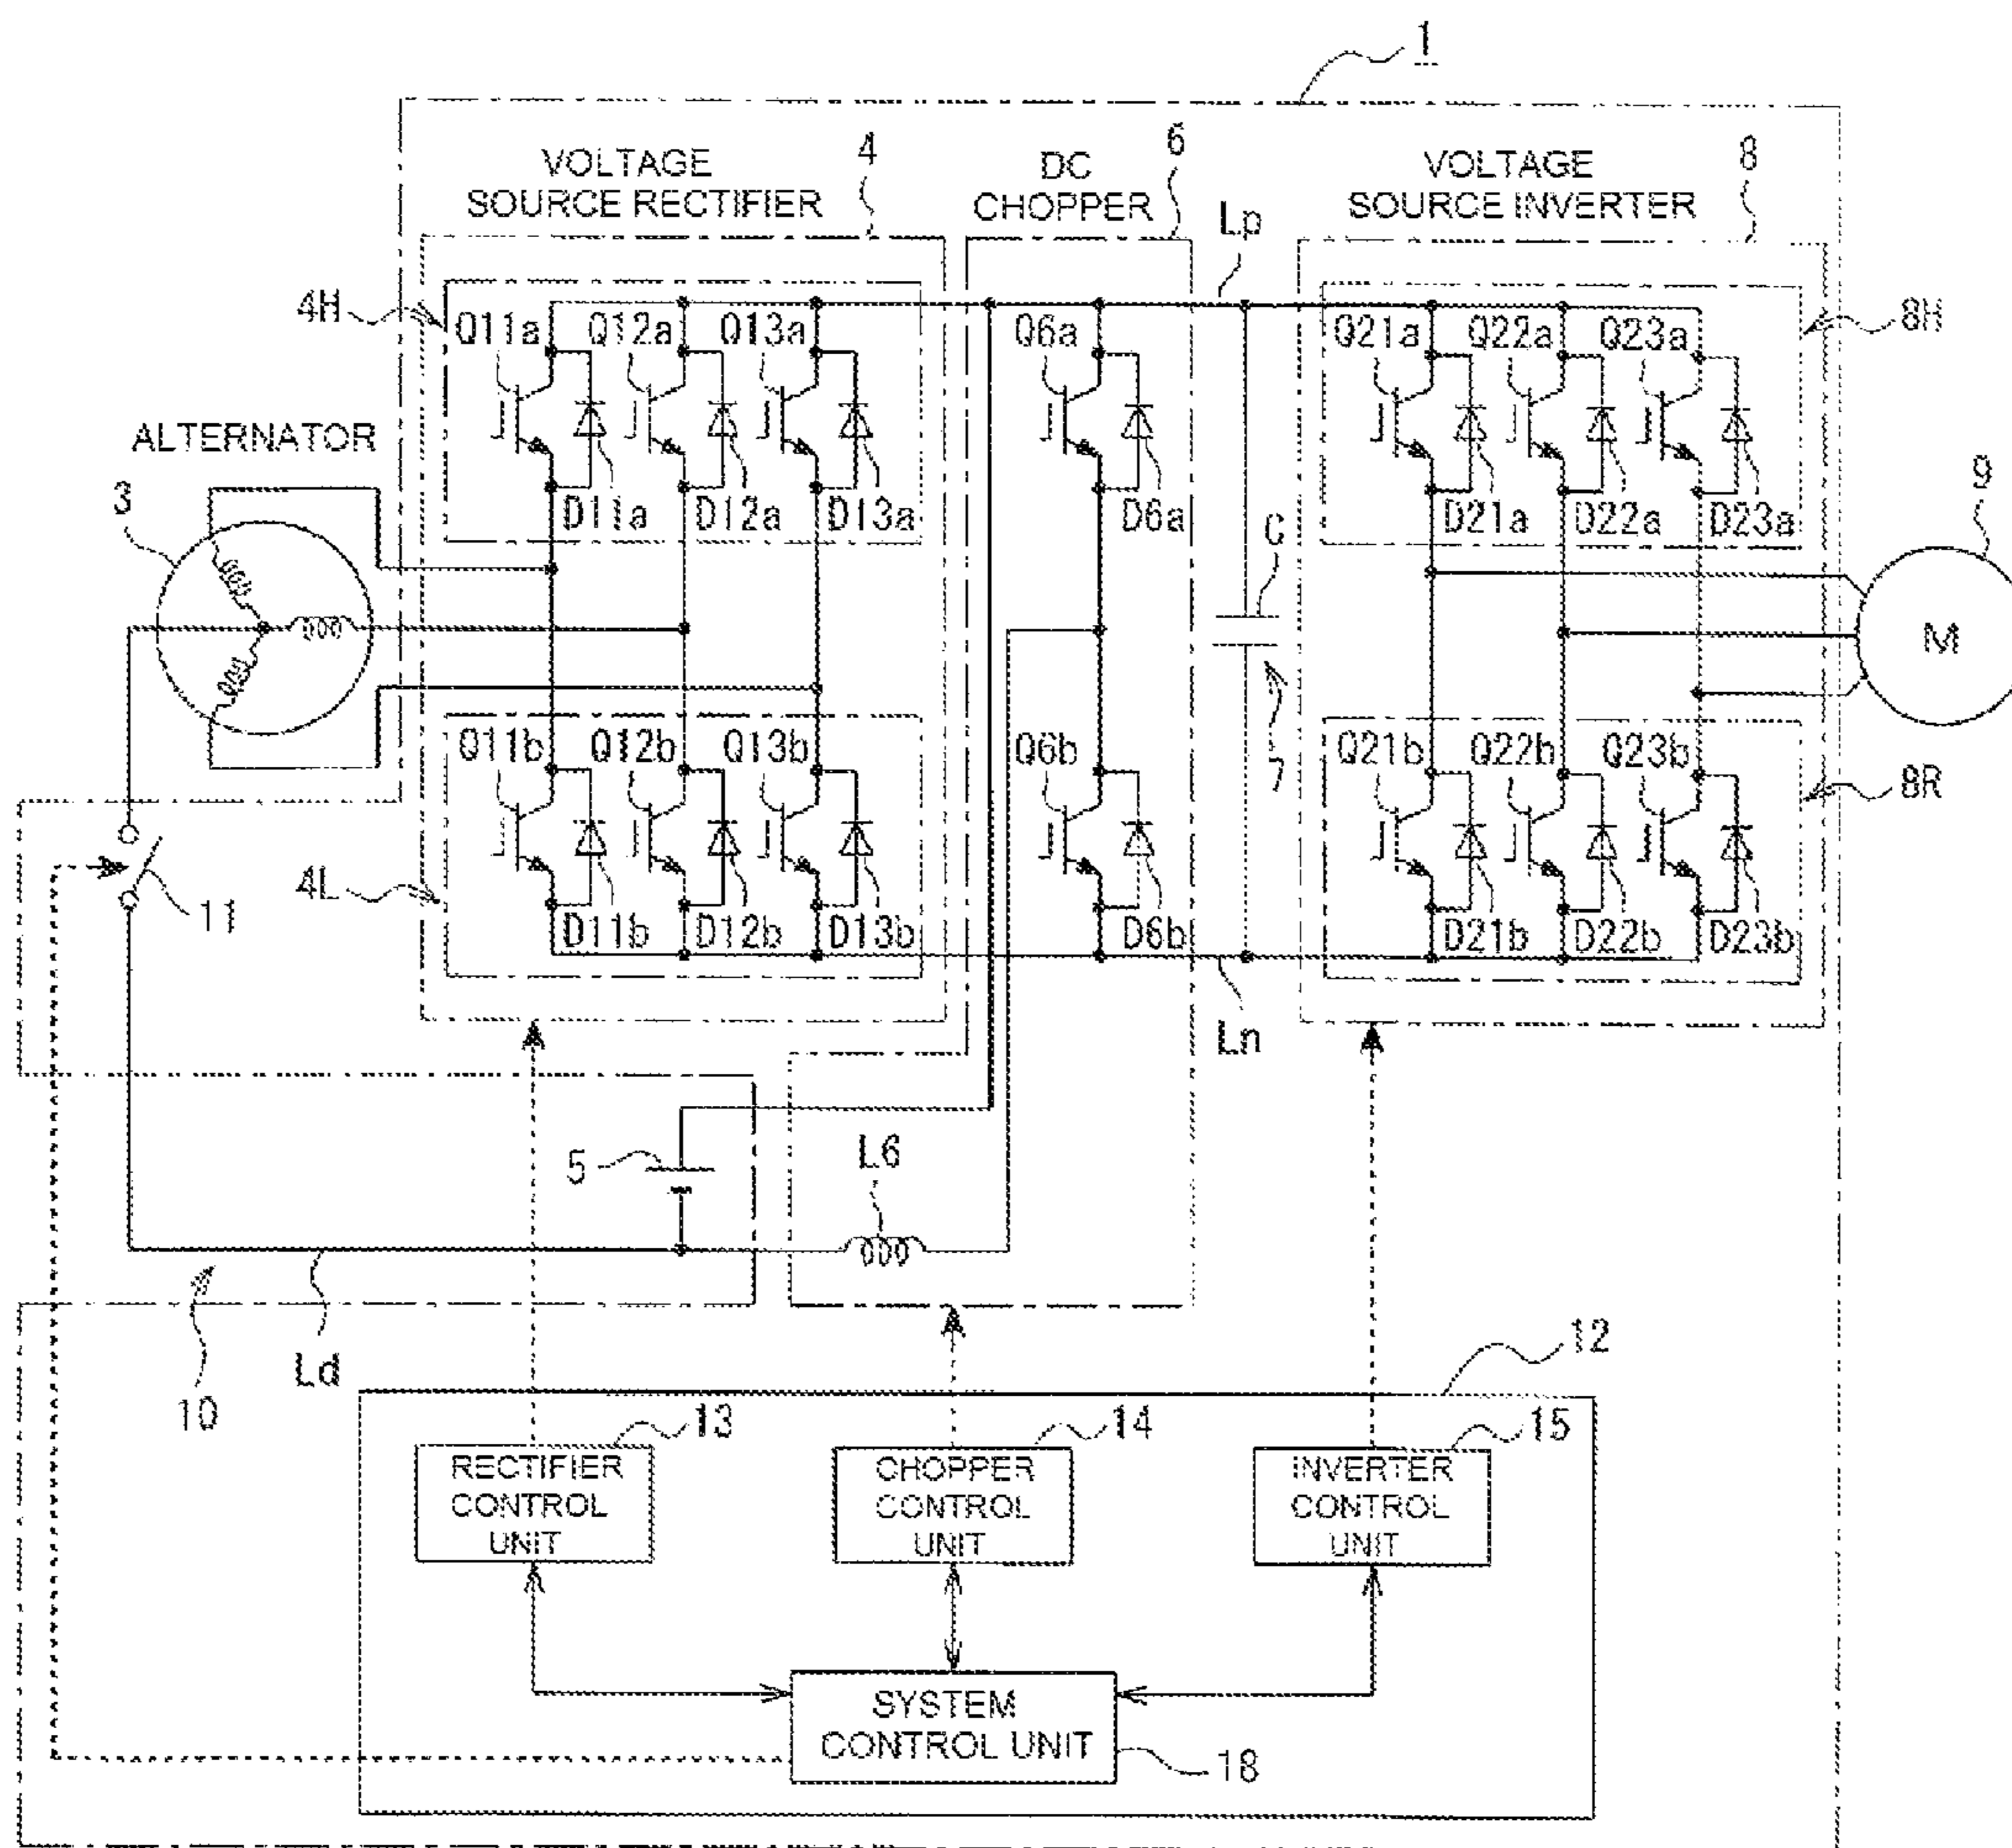 1
VOLTAGE
SOURCE RECTIFIER
4
DC
CHOPPER
6
VOLTAGE
SOURCE INVERTER
8
Lp
4H
Q11a
Q12a
Q13a
Q6a
Q21a
Q22a
Q23a
8H
ALTERNATOR
3
D11a
D12a
D13a
D6a
C
D21a
D22a
D23a
9
M
7
Q11b
Q12b
Q13b
Q6b
Q21b
Q22b
Q23b
8R
11
4L
D11b
D12b
D13b
D6b
D21b
D22b
D23b
Ln
5
L6
10
Ld
12
13
14
15
RECTIFIER
CONTROL
UNIT
CHOPPER
CONTROL
UNIT
INVERTER
CONTROL
UNIT
SYSTEM
CONTROL UNIT
18